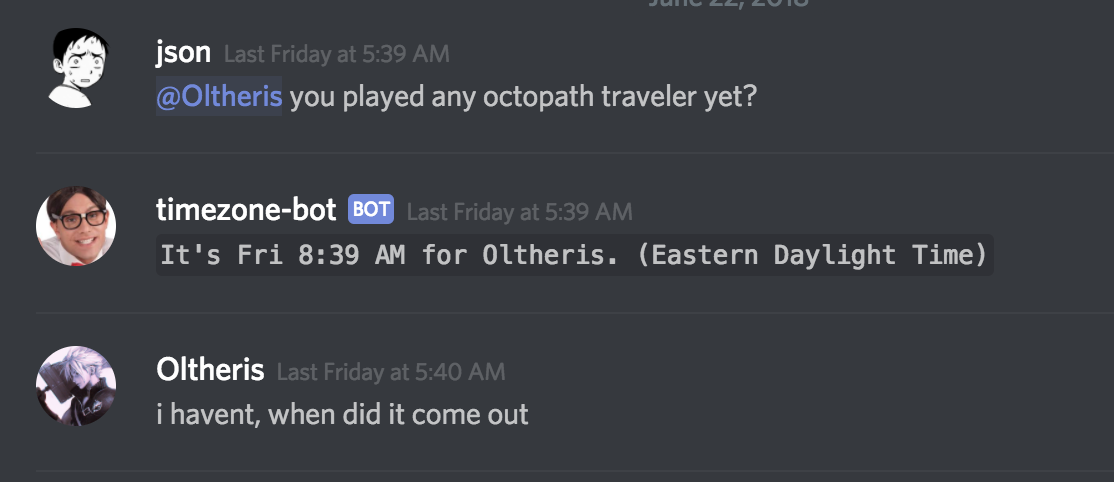 June 22, 2018
json Last Friday at 5:39 AM
@Oltheris you played any octopath traveler yet?
timezone-bot BOT Last Friday at 5:39 AM
It's Fri 8:39 AM for Oltheris. (Eastern Daylight Time)
Oltheris Last Friday at 5:40 AM
i havent, when did it come out